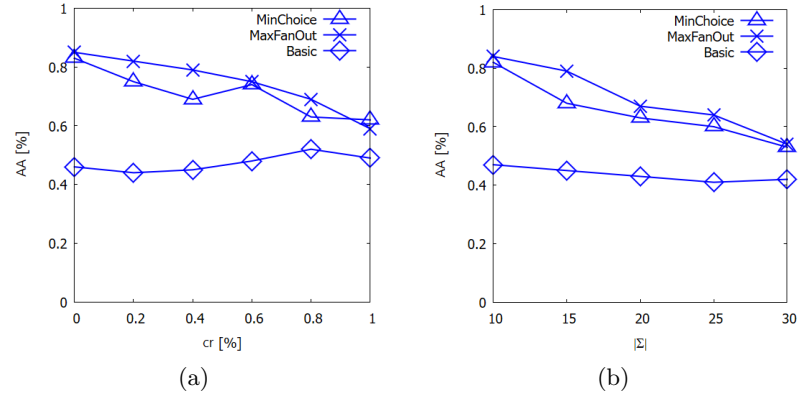 1
0.8
0.6
0.4
0.2
0
AA [%]
MinChoice
MaxFanOut
Basic
0 0.2 0.4 0.6 0.8 1
cr [%]
(a)
1
0.8
0.6
0.4
0.2
0
AA [%]
MinChoice
MaxFanOut
Basic
10 15 20 25 30
|Σ|
(b)